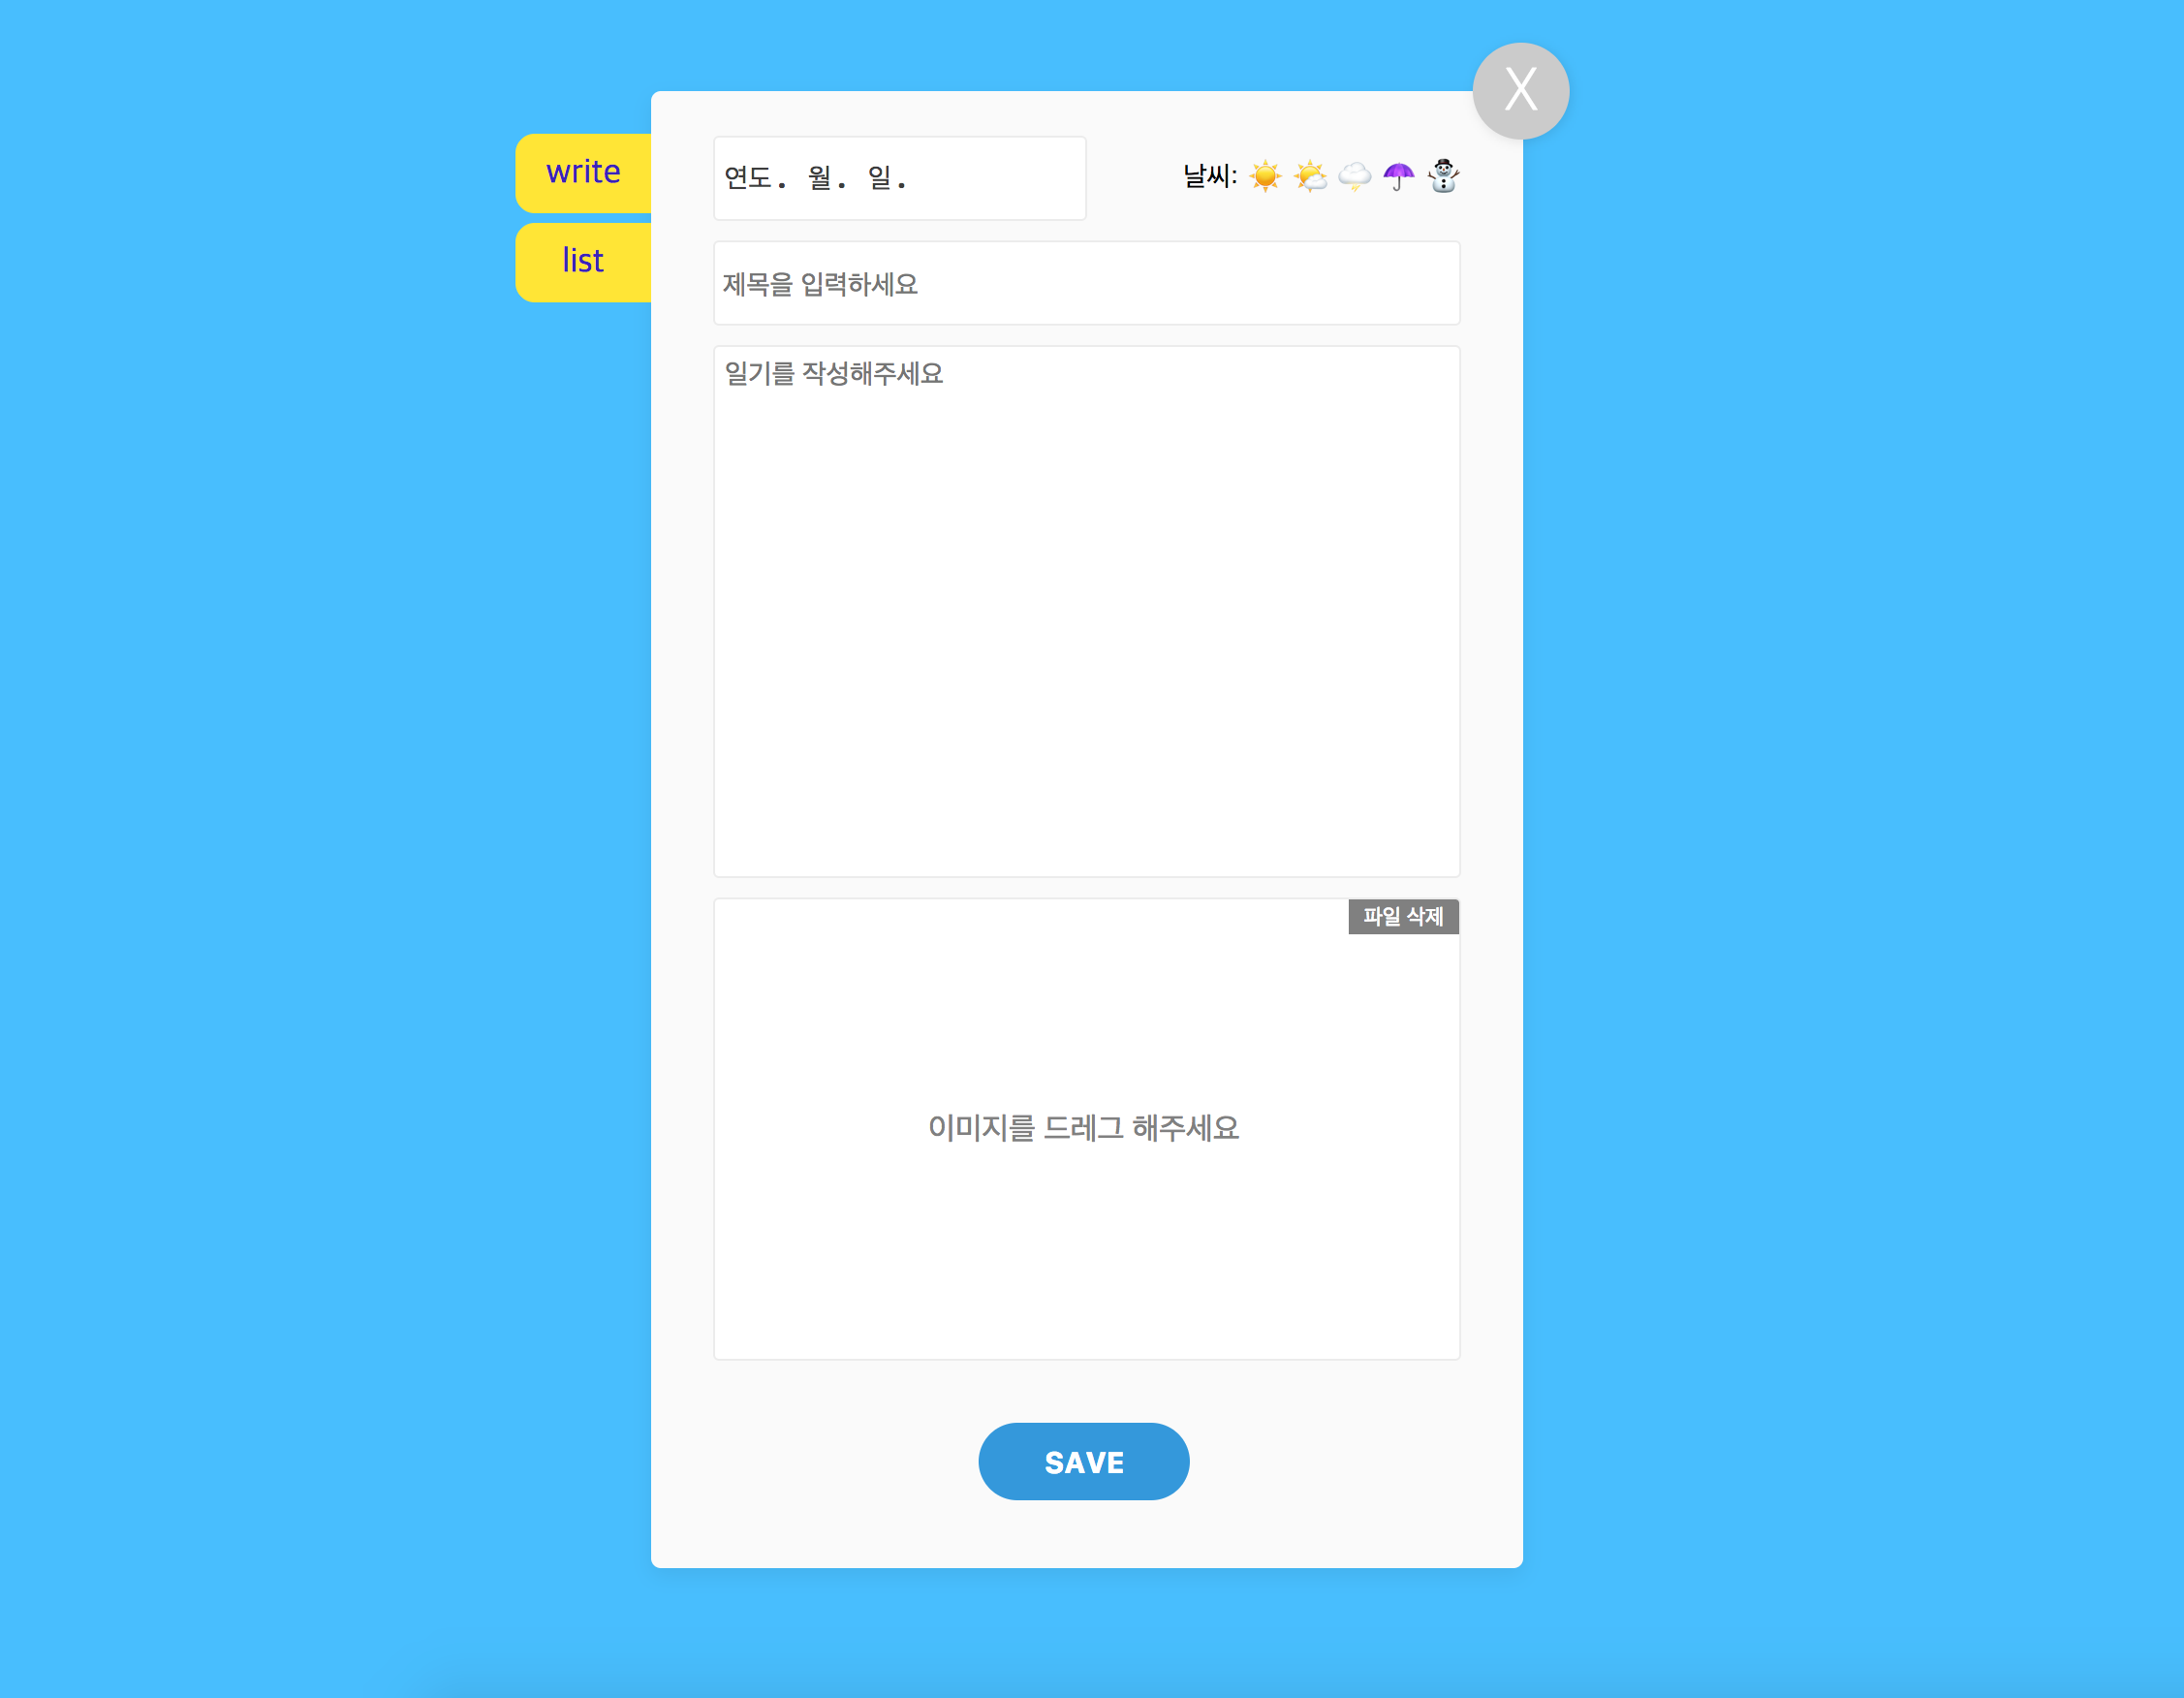 X
write
list
연도. 월. 일.
날씨: ☀️ 🌤️ 🌩️ ☂️ ⛄
제목을 입력하세요
일기를 작성해주세요
파일 삭제
이미지를 드레그 해주세요
SAVE